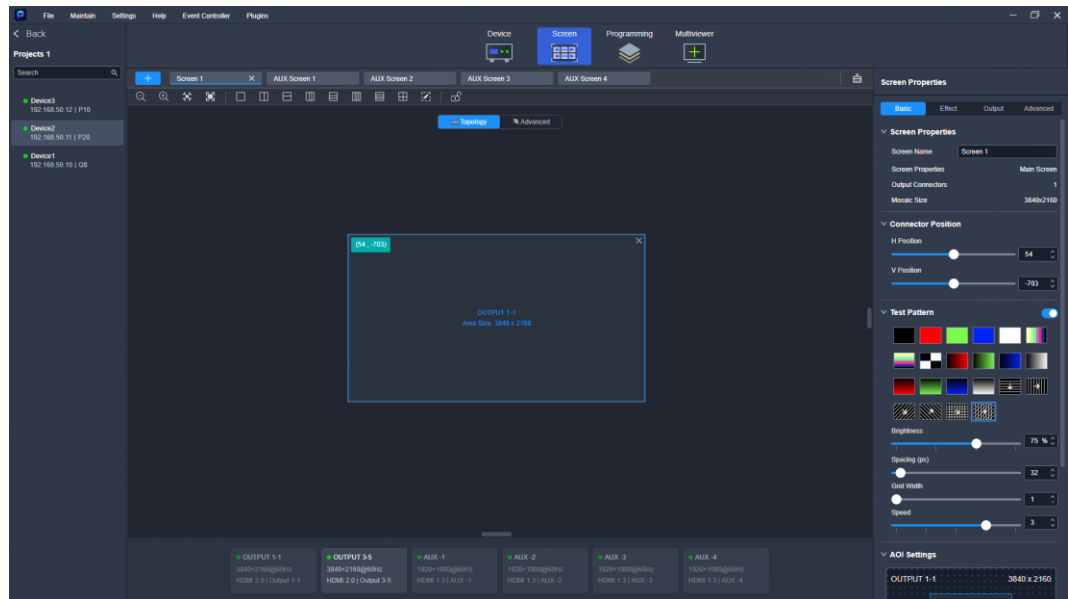 File Maintain Settings Help Event Controller Plugins
Back
Projects 1
Search
Device3
192.168.50.12 | P10
Device2
192.168.50.11 | P20
Device1
192.168.50.10 | Q8
Device Screen Programming Multiviewer
+ Screen 1 AUX Screen 1 AUX Screen 2 AUX Screen 3 AUX Screen 4
Topology Advanced
(54 , -703)
OUTPUT 1-1
Area Size: 3840 x 2160
OUTPUT 1-1
3840×2160@60Hz
HDMI 2.0 | Output 1-1
OUTPUT 3-5
3840×2160@60Hz
HDMI 2.0 | Output 3-5
AUX -1
1920×1080@60Hz
HDMI 1.3 | AUX -1
AUX -2
1920×1080@60Hz
HDMI 1.3 | AUX -2
AUX -3
1920×1080@60Hz
HDMI 1.3 | AUX -3
AUX -4
1920×1080@60Hz
HDMI 1.3 | AUX -4
Screen Properties
Basic Effect Output Advanced
Screen Properties
Screen Name Screen 1
Screen Properties Main Screen
Output Connectors 1
Mosaic Size 3840x2160
Connector Position
H Position
54
V Position
-703
Test Pattern
Brightness
75 %
Spacing (px)
32
Grid Width
1
Speed
3
AOI Settings
OUTPUT 1-1 3840 x 2160